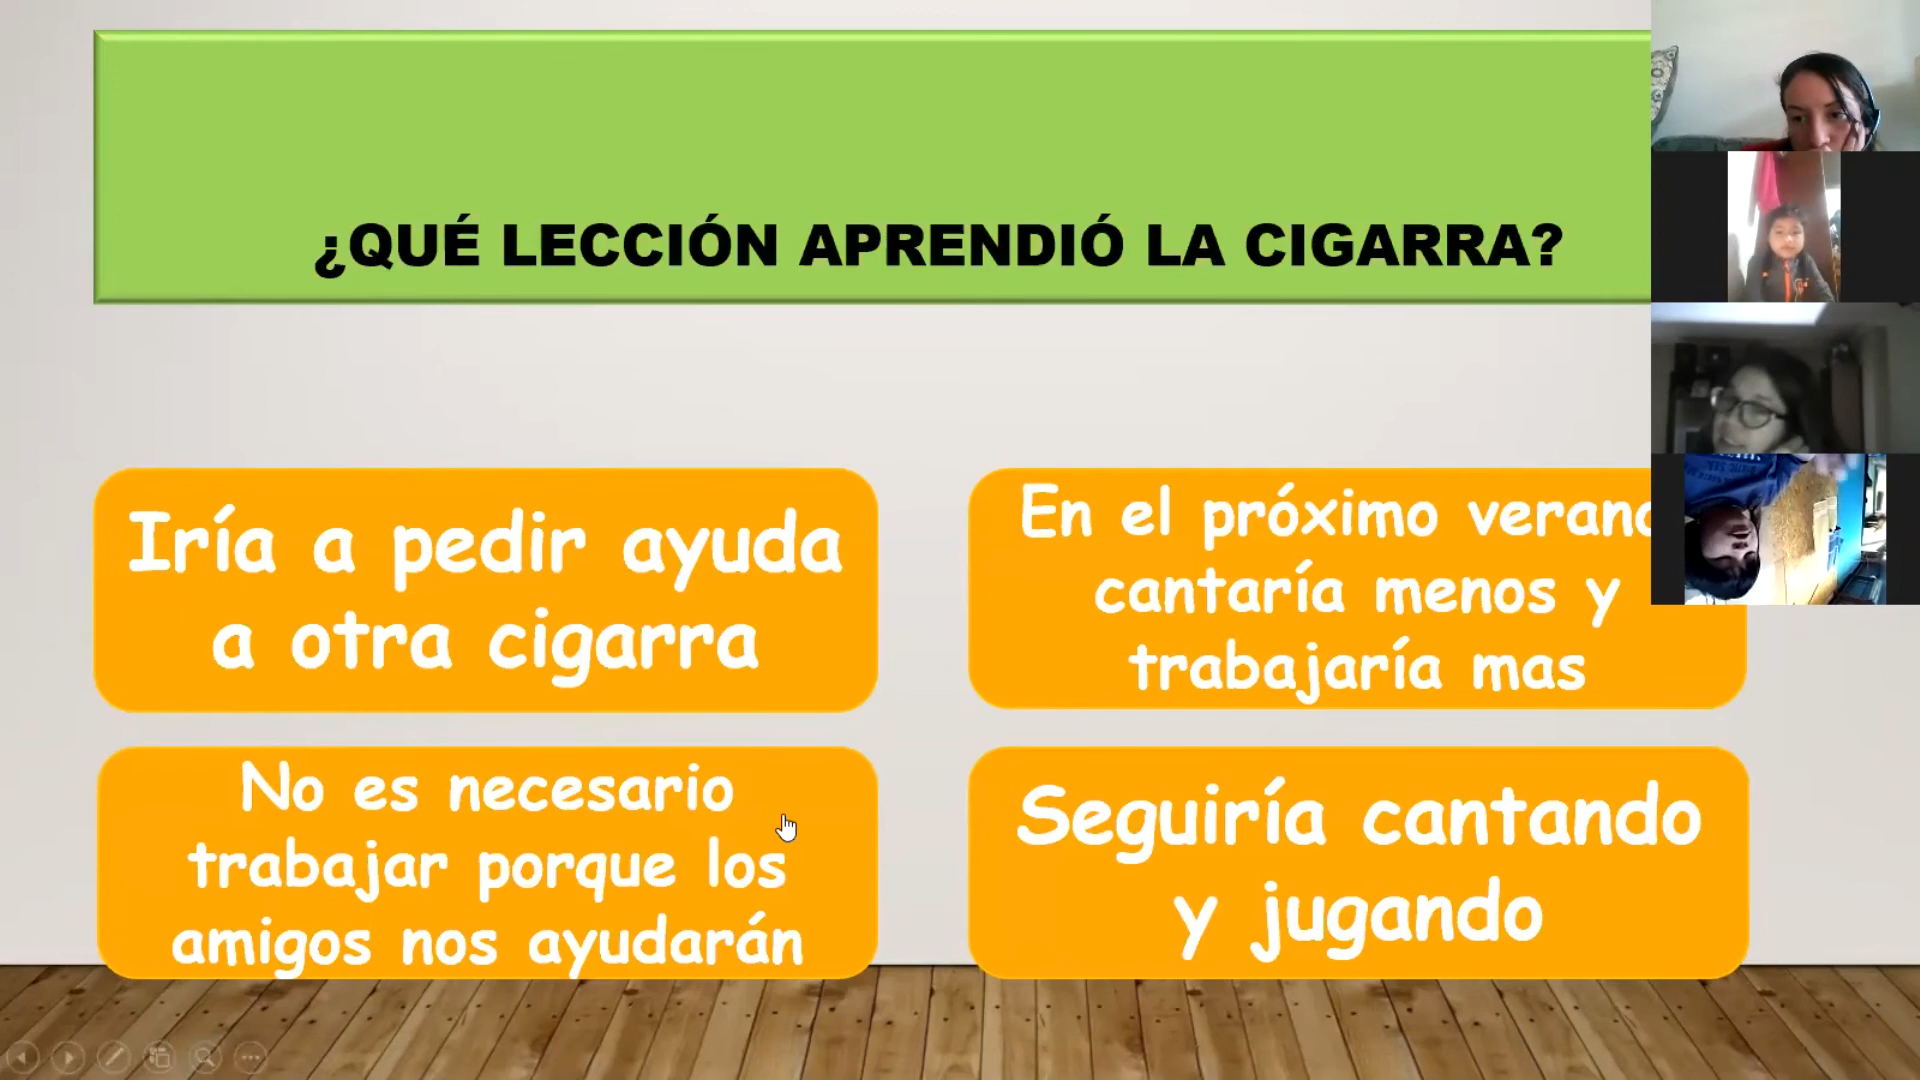 ¿QUÉ LECCIÓN APRENDIÓ LA CIGARRA?
Iría a pedir ayuda
a otra cigarra
En el próximo verano
cantaría menos y
trabajaría mas
No es necesario
trabajar porque los
amigos nos ayudarán
Seguiría cantando
y jugando